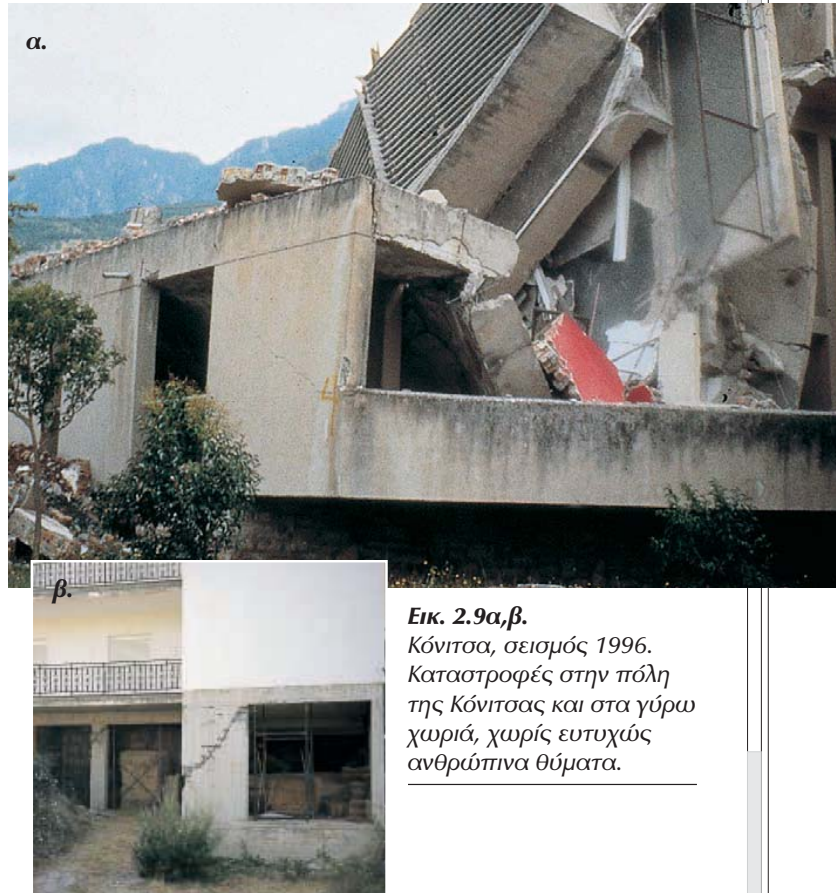 α.
4
β.
Εικ. 2.9α,β.
Κόνιτσα, σεισμός 1996.
Καταστροφές στην πόλη
της Κόνιτσας και στα γύρω
χωριά, χωρίς ευτυχώς
ανθρώπινα θύματα.